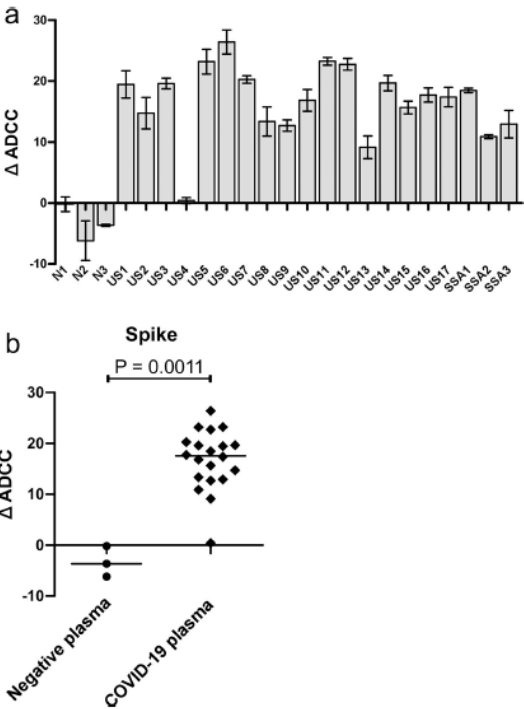 a
30
20
10
0
-10
Δ ADCC
N1 N2 N3 US1 US2 US3 US4 US5 US6 US7 US8 US9 US10 US11 US12 US13 US14 US15 US16 US17 SSA1 SSA2 SSA3
b
Spike
P = 0.0011
30
20
10
0
-10
Δ ADCC
Negative plasma
COVID-19 plasma